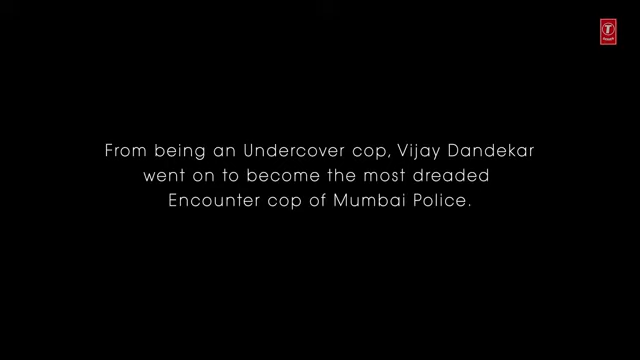 From being an Undercover cop, Vijay Dandekar
went on to become the most dreaded
Encounter cop of Mumbai Police.